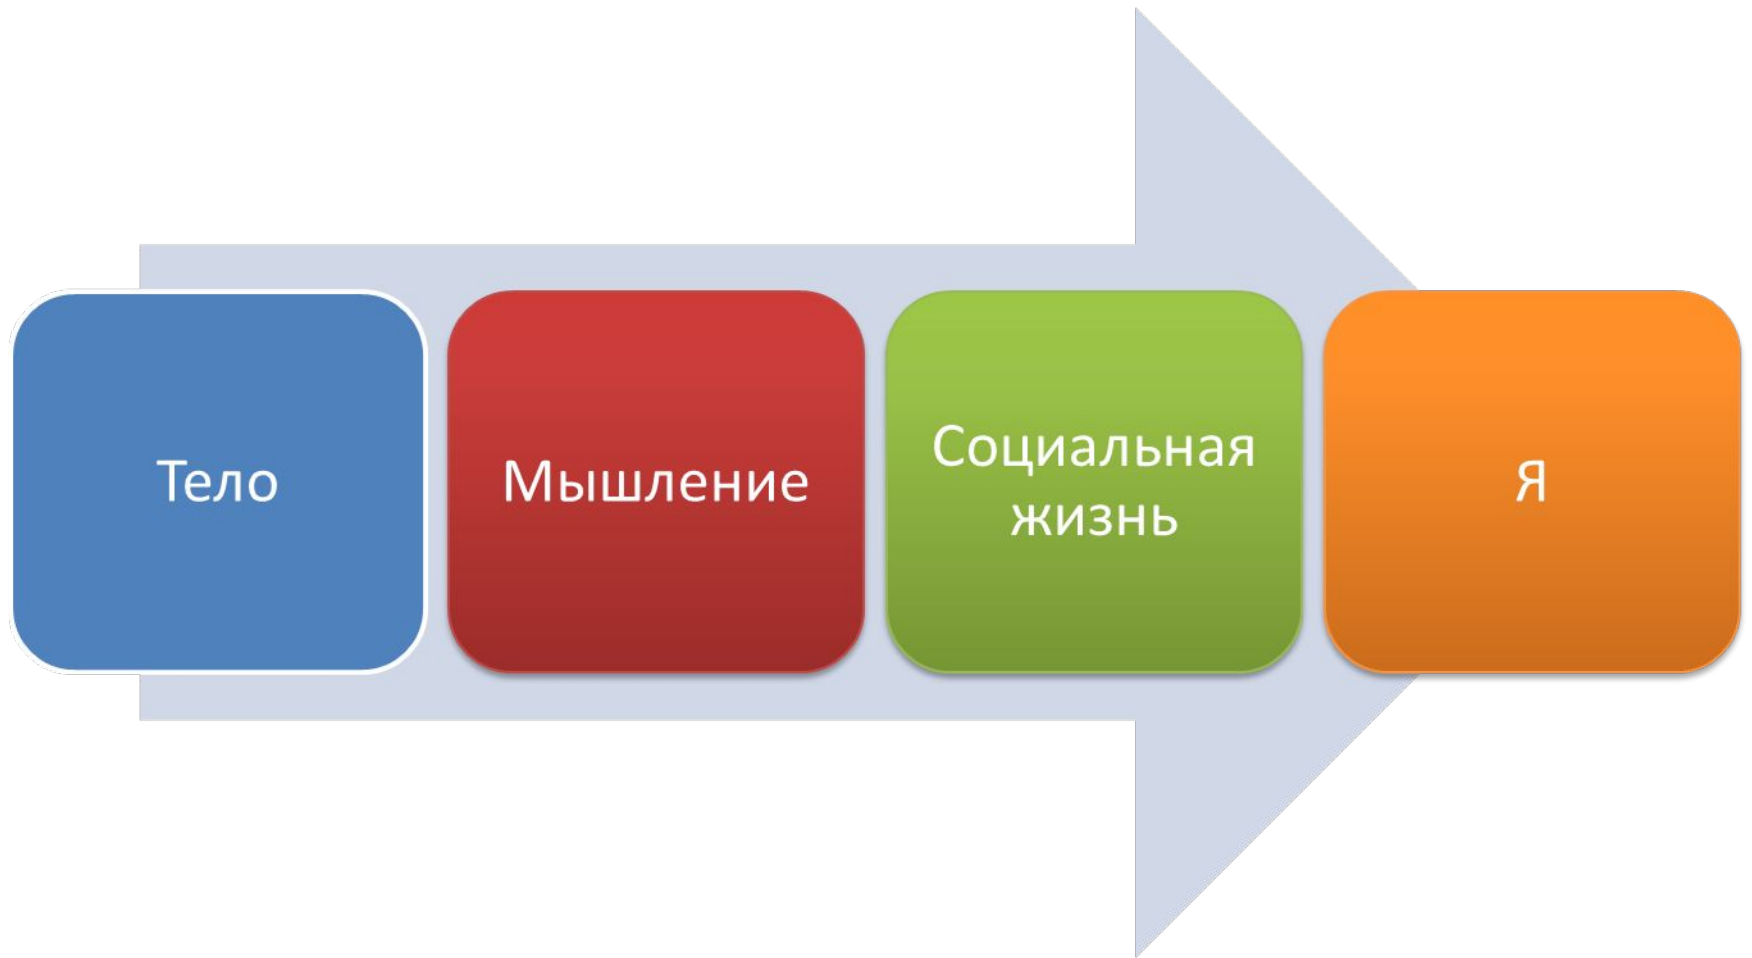 Тело
Мышление
Социальная
жизнь
Я